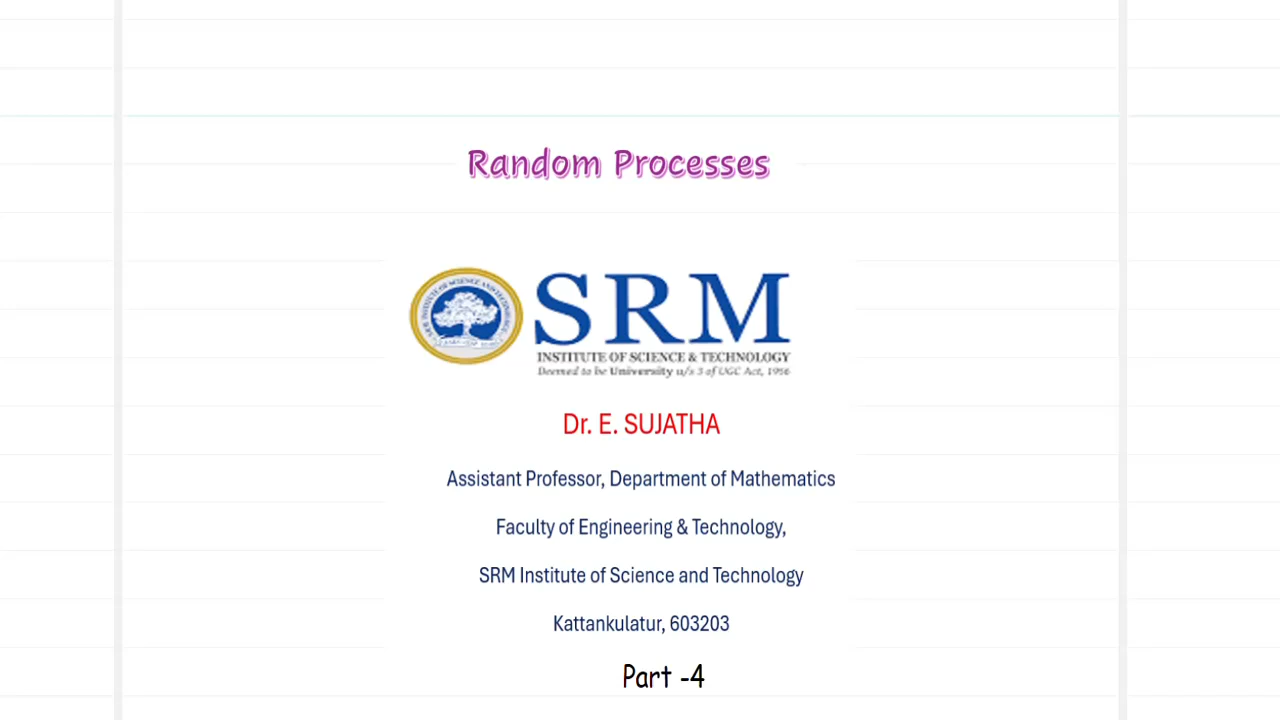 Random Processes
SRM
INSTITUTE OF SCIENCE & TECHNOLOGY
Deemed to be University u/s 3 of UGC Act, 1956
Dr. E. SUJATHA
Assistant Professor, Department of Mathematics
Faculty of Engineering & Technology,
SRM Institute of Science and Technology
Kattankulatur, 603203
Part -4